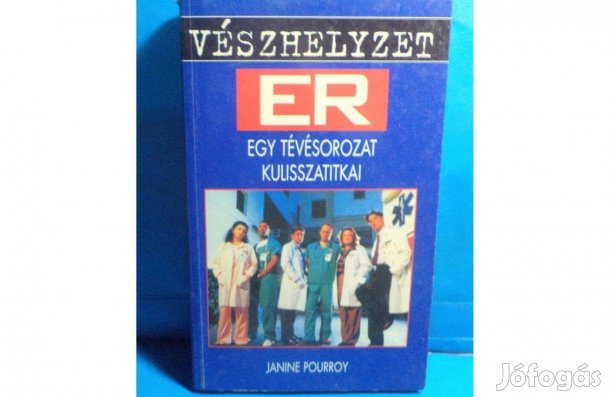 VÉSZHELYZET
ER
EGY TÉVÉSOROZAT
KULISSZATITKAI
JANINE POURROY
Jófogás